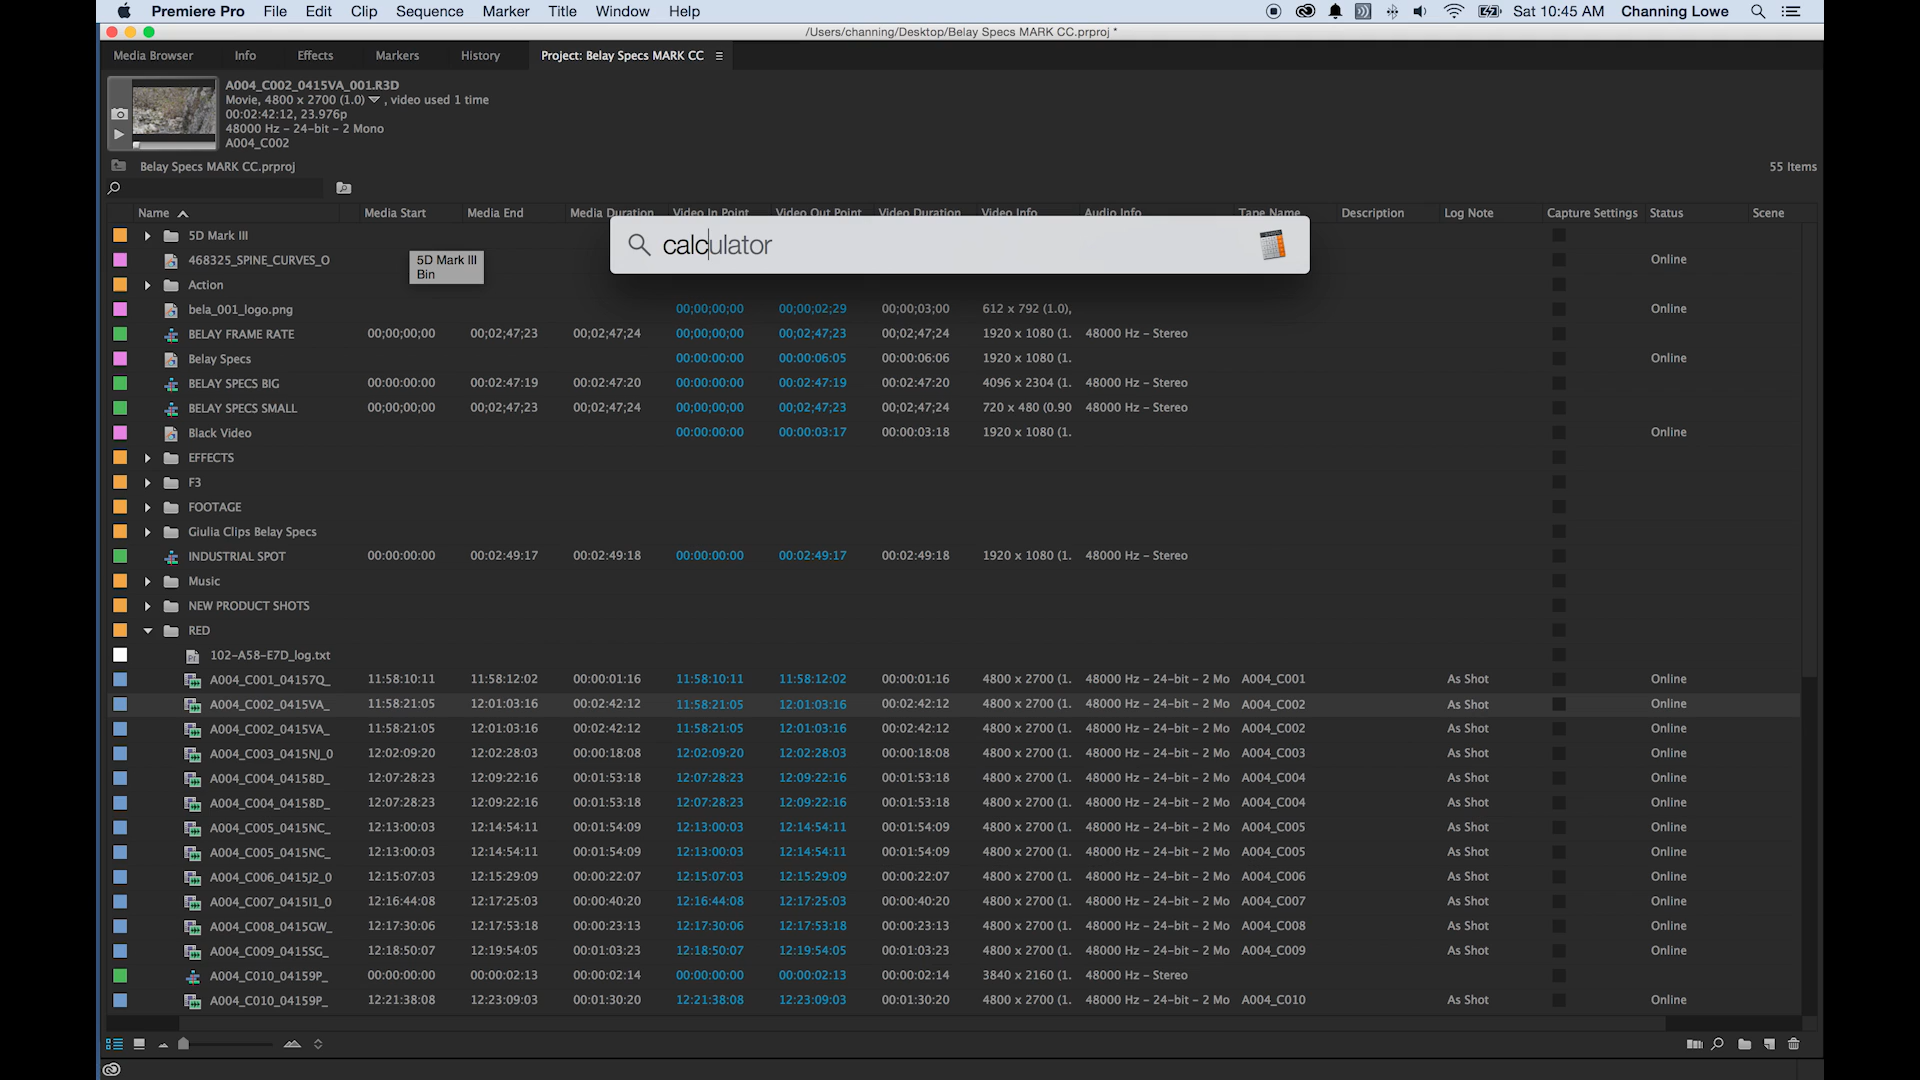 Premiere Pro File Edit Clip Sequence Marker Title Window Help Sat 10:45 AM Channing Lowe
/Users/channing/Desktop/Belay Specs MARK CC.prproj *
Media Browser Info Effects Markers History Project: Belay Specs MARK CC
A004_C002_0415VA_001.R3D
Movie, 4800 x 2700 (1.0) , video used 1 time
00:02:42:12, 23.976p
48000 Hz - 24-bit - 2 Mono
A004_C002
Belay Specs MARK CC.prproj 55 Items
Name Media Start Media End Media Duration Video In Point Video Out Point Video Duration Video Info Audio Info Tape Name Description Log Note Capture Settings Status Scene
calculator
5D Mark III
468325_SPINE_CURVES_O Online
5D Mark III
Bin
Action
bela_001_logo.png 00;00;00;00 00;00;02;29 00;00;03;00 612 x 792 (1.0),  Online
BELAY FRAME RATE 00;00;00;00 00;02;47;23 00;02;47;24 00;00;00;00 00;02;47;23 00;02;47;24 1920 x 1080 (1. 48000 Hz - Stereo
Belay Specs 00:00:00:00 00:00:06:05 00:00:06:06 1920 x 1080 (1. Online
BELAY SPECS BIG 00:00:00:00 00:02:47:19 00:02:47:20 00:00:00:00 00:02:47:19 00:02:47:20 4096 x 2304 (1.0 48000 Hz - Stereo
BELAY SPECS SMALL 00;00;00;00 00;02;47;23 00;02;47;24 00;00;00;00 00;02;47;23 00;02;47;24 720 x 480 (0.90 48000 Hz - Stereo
Black Video 00:00:00:00 00:00:03:17 00:00:03:18 1920 x 1080 (1. Online
EFFECTS
F3
FOOTAGE
Giulia Clips Belay Specs
INDUSTRIAL SPOT 00:00:00:00 00:02:49:17 00:02:49:18 00:00:00:00 00:02:49:17 00:02:49:18 1920 x 1080 (1. 48000 Hz - Stereo
Music
NEW PRODUCT SHOTS
RED
102-A58-E7D_log.txt
A004_C001_04157Q_ 11:58:10:11 11:58:12:02 00:00:01:16 11:58:10:11 11:58:12:02 00:00:01:16 4800 x 2700 (1. 48000 Hz - 24-bit - 2 Mo A004_C001 As Shot Online
A004_C002_0415VA_ 11:58:21:05 12:01:03:16 00:02:42:12 11:58:21:05 12:01:03:16 00:02:42:12 4800 x 2700 (1. 48000 Hz - 24-bit - 2 Mo A004_C002 As Shot Online
A004_C002_0415VA_ 11:58:21:05 12:01:03:16 00:02:42:12 11:58:21:05 12:01:03:16 00:02:42:12 4800 x 2700 (1. 48000 Hz - 24-bit - 2 Mo A004_C002 As Shot Online
A004_C003_0415NJ_0 12:02:09:20 12:02:28:03 00:00:18:08 12:02:09:20 12:02:28:03 00:00:18:08 4800 x 2700 (1. 48000 Hz - 24-bit - 2 Mo A004_C003 As Shot Online
A004_C004_04158D_ 12:07:28:23 12:09:22:16 00:01:53:18 12:07:28:23 12:09:22:16 00:01:53:18 4800 x 2700 (1. 48000 Hz - 24-bit - 2 Mo A004_C004 As Shot Online
A004_C004_04158D_ 12:07:28:23 12:09:22:16 00:01:53:18 12:07:28:23 12:09:22:16 00:01:53:18 4800 x 2700 (1. 48000 Hz - 24-bit - 2 Mo A004_C004 As Shot Online
A004_C005_0415NC_ 12:13:00:03 12:14:54:11 00:01:54:09 12:13:00:03 12:14:54:11 00:01:54:09 4800 x 2700 (1. 48000 Hz - 24-bit - 2 Mo A004_C005 As Shot Online
A004_C005_0415NC_ 12:13:00:03 12:14:54:11 00:01:54:09 12:13:00:03 12:14:54:11 00:01:54:09 4800 x 2700 (1. 48000 Hz - 24-bit - 2 Mo A004_C005 As Shot Online
A004_C006_0415J2_0 12:15:07:03 12:15:29:09 00:00:22:07 12:15:07:03 12:15:29:09 00:00:22:07 4800 x 2700 (1. 48000 Hz - 24-bit - 2 Mo A004_C006 As Shot Online
A004_C007_0415I1_0 12:16:44:08 12:17:25:03 00:00:40:20 12:16:44:08 12:17:25:03 00:00:40:20 4800 x 2700 (1. 48000 Hz - 24-bit - 2 Mo A004_C007 As Shot Online
A004_C008_0415GW_ 12:17:30:06 12:17:53:18 00:00:23:13 12:17:30:06 12:17:53:18 00:00:23:13 4800 x 2700 (1. 48000 Hz - 24-bit - 2 Mo A004_C008 As Shot Online
A004_C009_0415SG_ 12:18:50:07 12:19:54:05 00:01:03:23 12:18:50:07 12:19:54:05 00:01:03:23 4800 x 2700 (1. 48000 Hz - 24-bit - 2 Mo A004_C009 As Shot Online
A004_C010_04159P_ 00:00:00:00 00:00:02:13 00:00:02:14 00:00:00:00 00:00:02:13 00:00:02:14 3840 x 2160 (1. 48000 Hz - Stereo
A004_C010_04159P_ 12:21:38:08 12:23:09:03 00:01:30:20 12:21:38:08 12:23:09:03 00:01:30:20 4800 x 2700 (1. 48000 Hz - 24-bit - 2 Mo A004_C010 As Shot Online